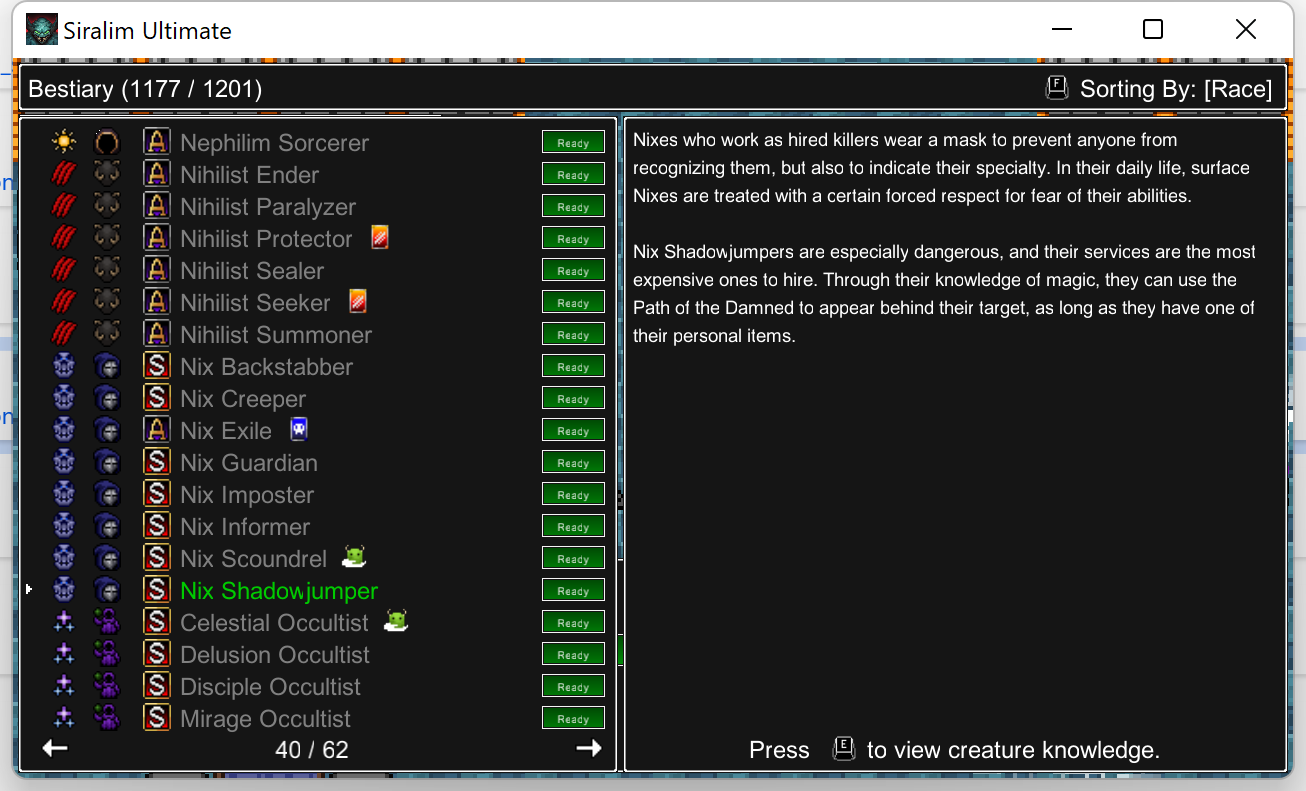 Siralim Ultimate
Bestiary (1177 / 1201)
F Sorting By: [Race]
A Nephilim Sorcerer Ready
A Nihilist Ender Ready
A Nihilist Paralyzer Ready
A Nihilist Protector Ready
A Nihilist Sealer Ready
A Nihilist Seeker Ready
A Nihilist Summoner Ready
S Nix Backstabber Ready
S Nix Creeper Ready
A Nix Exile Ready
S Nix Guardian Ready
S Nix Imposter Ready
S Nix Informer Ready
S Nix Scoundrel Ready
S Nix Shadowjumper Ready
S Celestial Occultist Ready
S Delusion Occultist Ready
S Disciple Occultist Ready
S Mirage Occultist Ready
40 / 62
Nixes who work as hired killers wear a mask to prevent anyone from
recognizing them, but also to indicate their specialty. In their daily life, surface
Nixes are treated with a certain forced respect for fear of their abilities.
Nix Shadowjumpers are especially dangerous, and their services are the most
expensive ones to hire. Through their knowledge of magic, they can use the
Path of the Damned to appear behind their target, as long as they have one of
their personal items.
Press E to view creature knowledge.